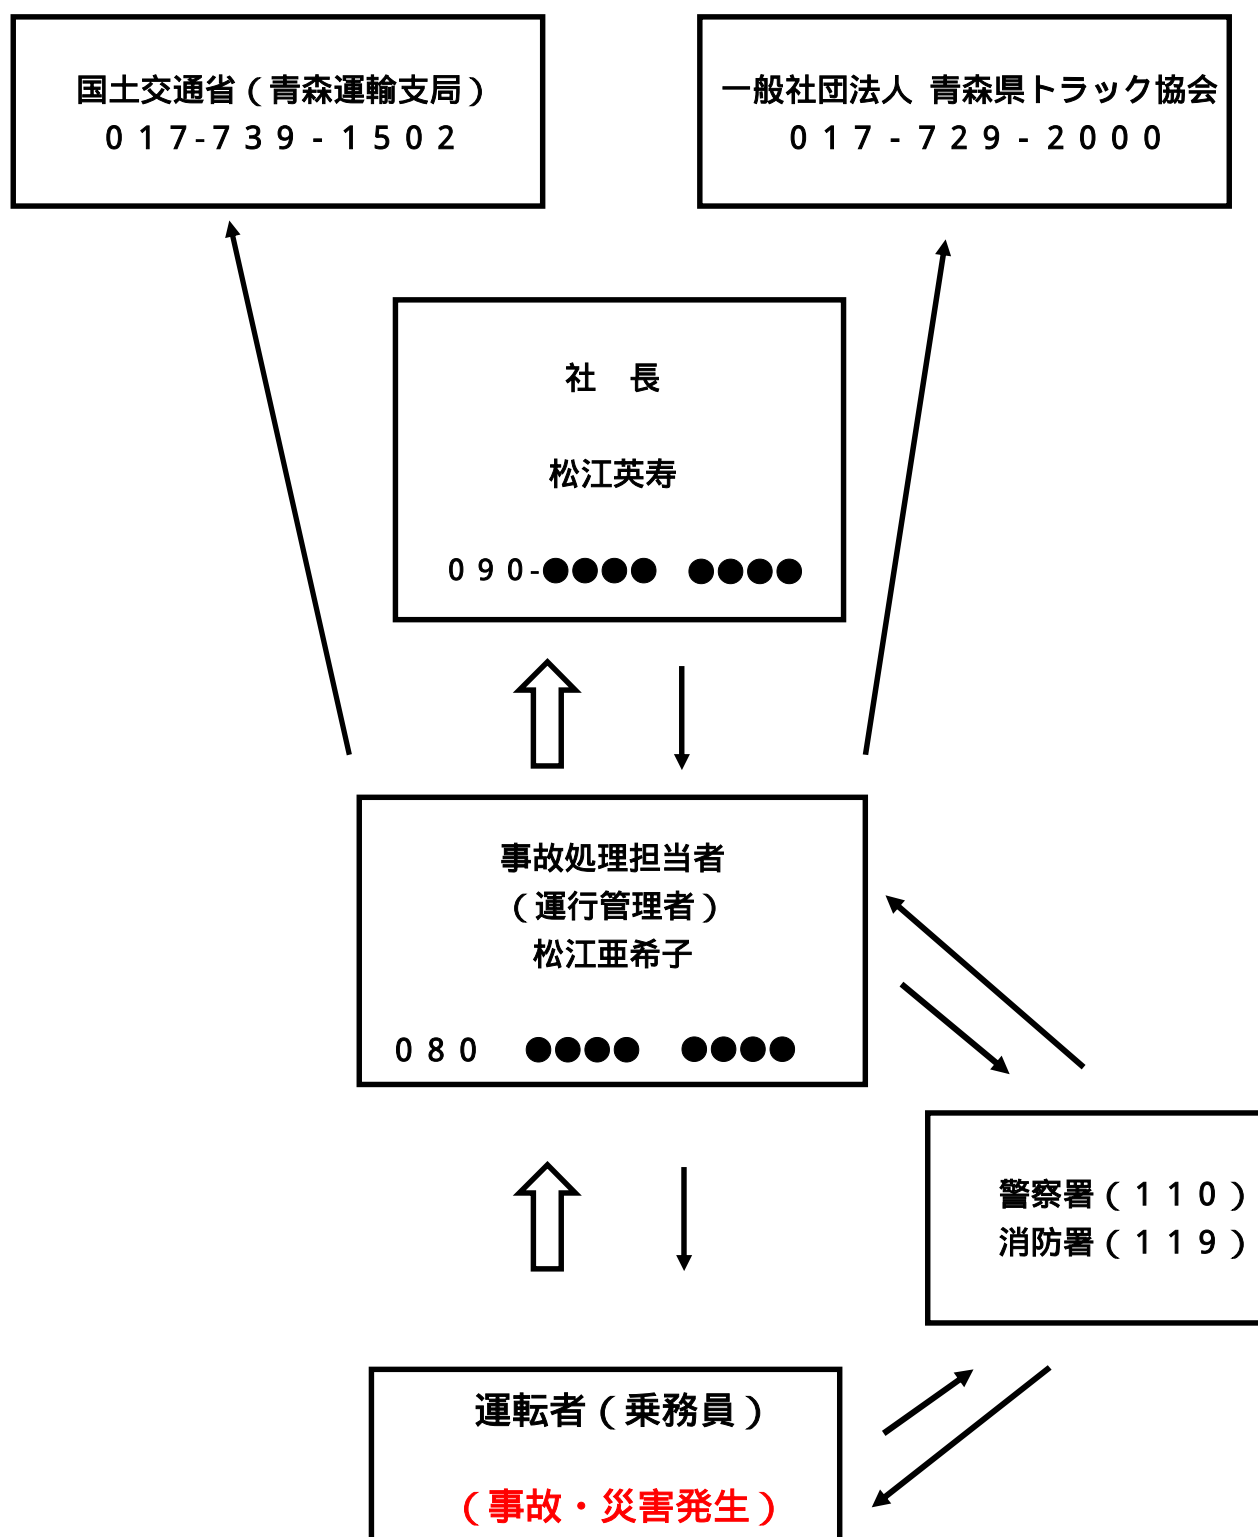 国土交通省（青森運輸支局）
０１７-７３９-１５０２
一般社団法人 青森県トラック協会
０１７-７２９-２０００
社　長
松江英寿
０９０-●●●●　●●●●
事故処理担当者
（運行管理者）
松江亜希子
０８０　●●●●　●●●●
警察署（１１０）
消防署（１１９）
運転者（乗務員）
（事故・災害発生）